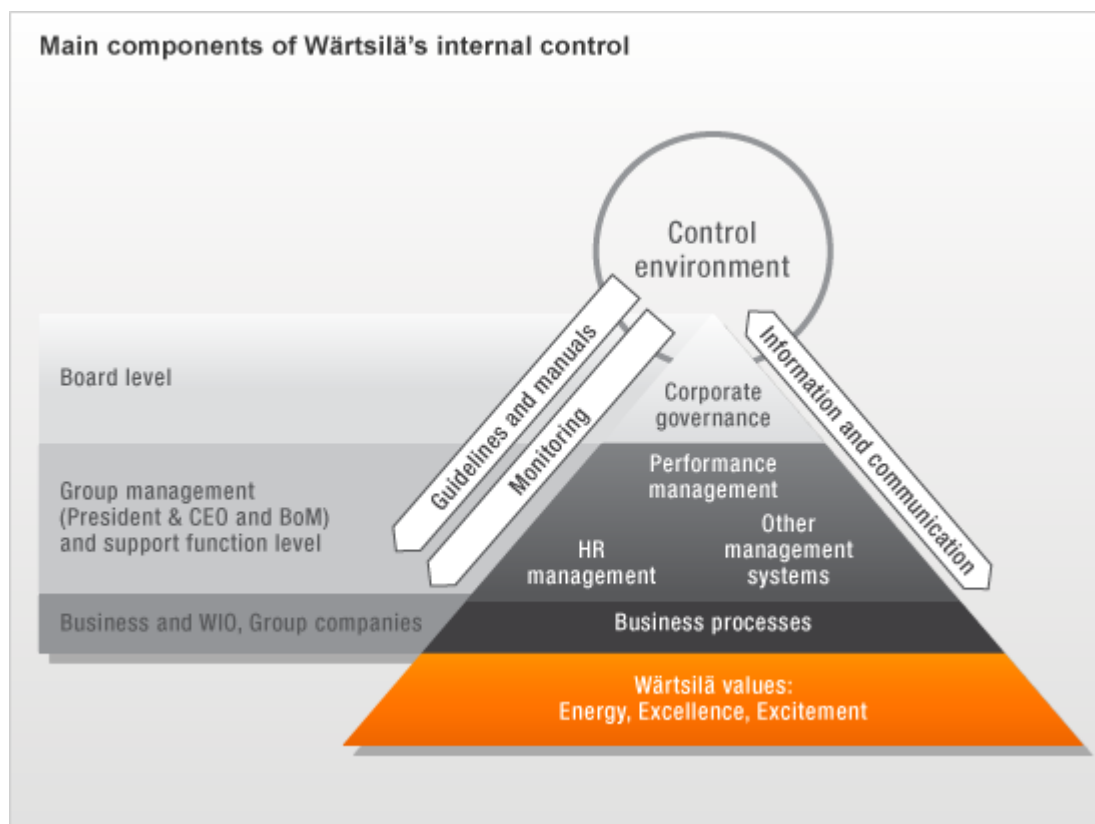 Main components of Wärtsilä's internal control
Control
environment
Guidelines and manuals
Monitoring
Information and communication
Board level
Corporate
governance
Group management
(President & CEO and BoM)
and support function level
Performance
management
HR
management
Other
management
systems
Business and WIO, Group companies
Business processes
Wärtsilä values:
Energy, Excellence, Excitement